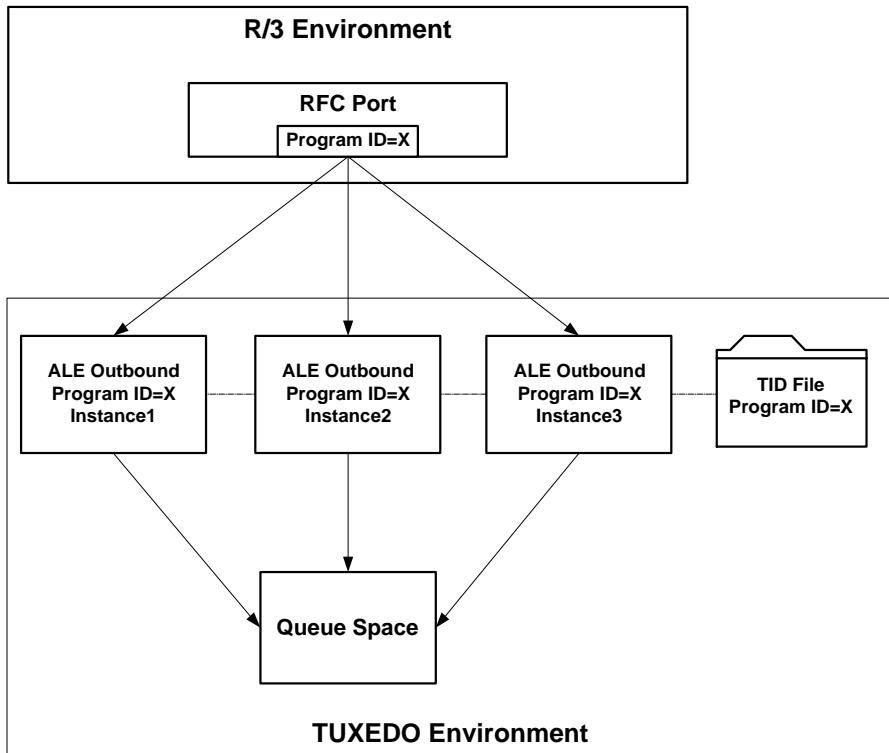 R/3 Environment
RFC Port
Program ID=X
ALE Outbound
Program ID=X
Instance1
ALE Outbound
Program ID=X
Instance2
ALE Outbound
Program ID=X
Instance3
TID File
Program ID=X
Queue Space
TUXEDO Environment